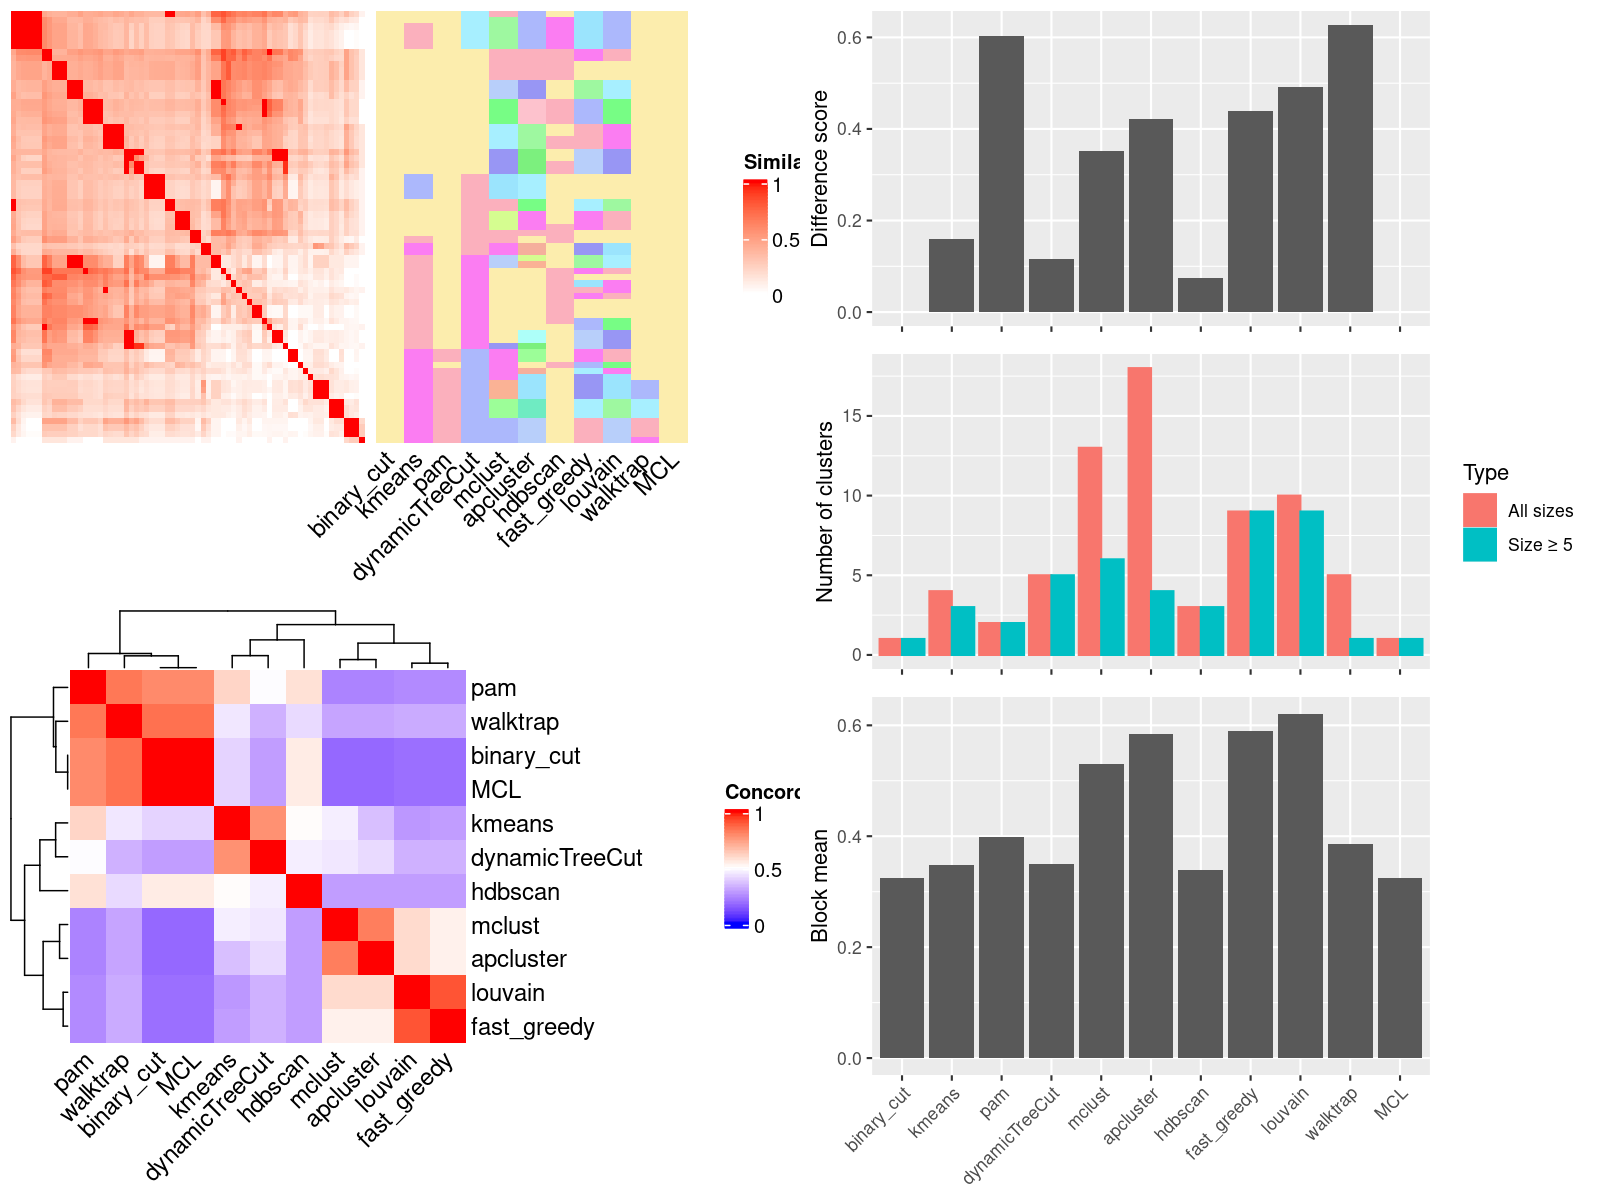 Simila
1
0.5
0
binary_cut
kmeans
pam
dynamicTreeCut
mclust
apcluster
hdbscan
fast_greedy
louvain
walktrap
MCL
pam
walktrap
binary_cut
MCL
kmeans
dynamicTreeCut
hdbscan
mclust
apcluster
louvain
fast_greedy
pam
walktrap
binary_cut
MCL
kmeans
dynamicTreeCut
hdbscan
mclust
apcluster
louvain
fast_greedy
Concord
1
0.5
0
Difference score
0.6
0.4
0.2
0.0
Number of clusters
15
10
5
0
Type
All sizes
Size ≥ 5
Block mean
0.6
0.4
0.2
0.0
binary_cut
kmeans
pam
dynamicTreeCut
mclust
apcluster
hdbscan
fast_greedy
louvain
walktrap
MCL